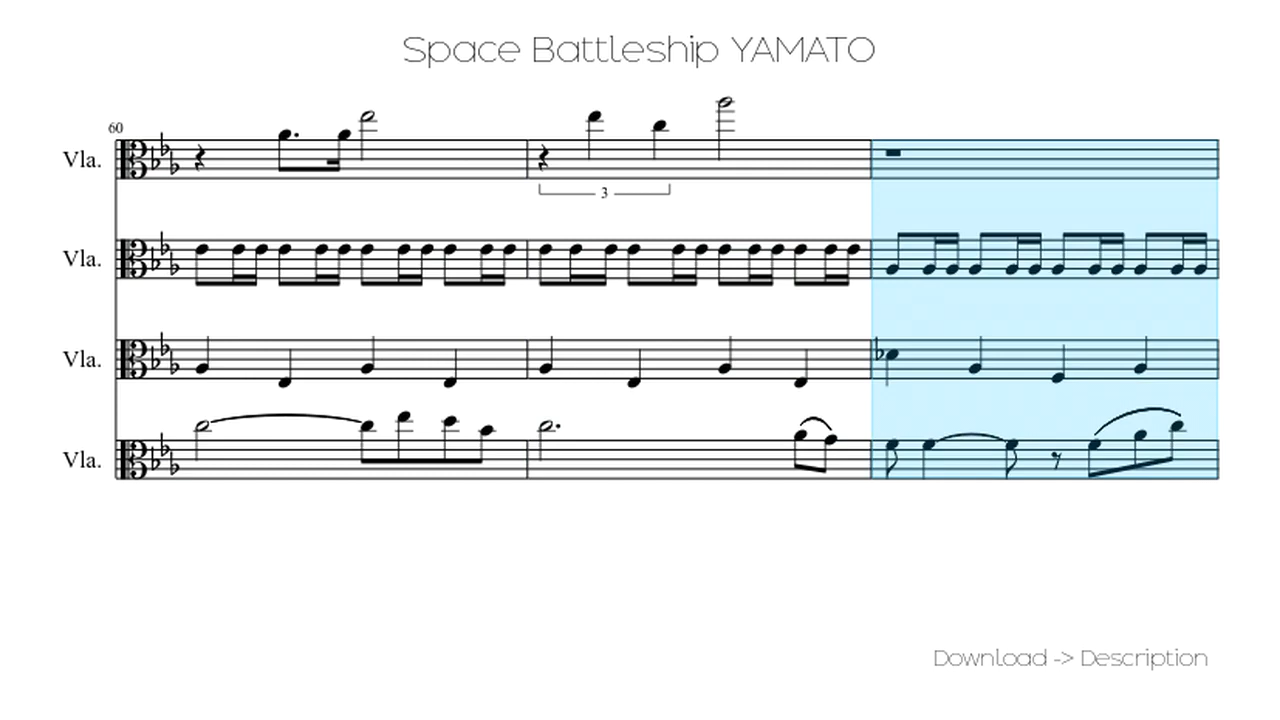 Space Battleship YAMATO
60
Vla.
3
Vla.
Vla.
Vla.
Download -> Description